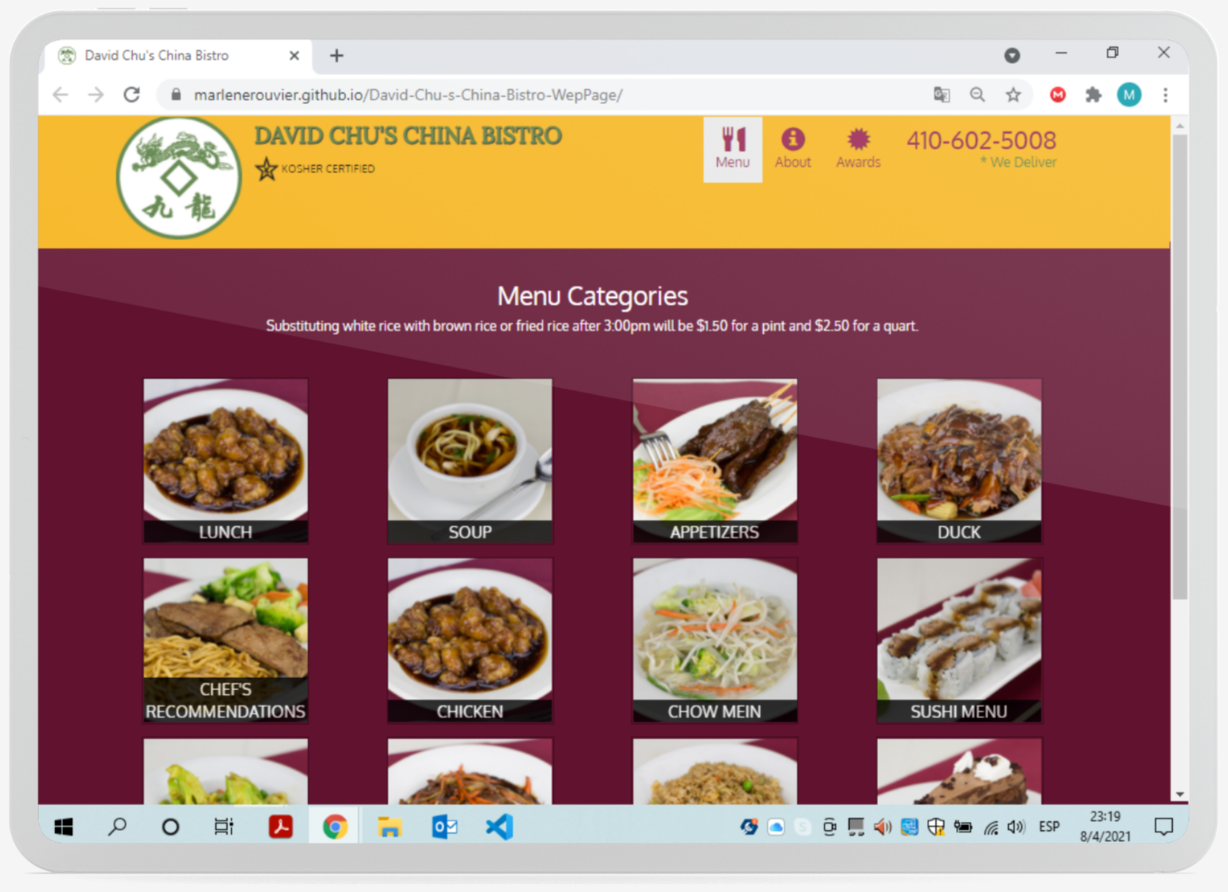 David Chu's China Bistro
marlenerouvier.github.io/David-Chu-s-China-Bistro-WepPage/
M
M
九 龍
DAVID CHU'S CHINA BISTRO
KOSHER CERTIFIED
Menu
About
Awards
410-602-5008
* We Deliver
Menu Categories
Substituting white rice with brown rice or fried rice after 3:00pm will be $1.50 for a pint and $2.50 for a quart.
LUNCH
SOUP
APPETIZERS
DUCK
CHEF'S
RECOMMENDATIONS
CHICKEN
CHOW MEIN
SUSHI MENU
ESP
23:19
8/4/2021